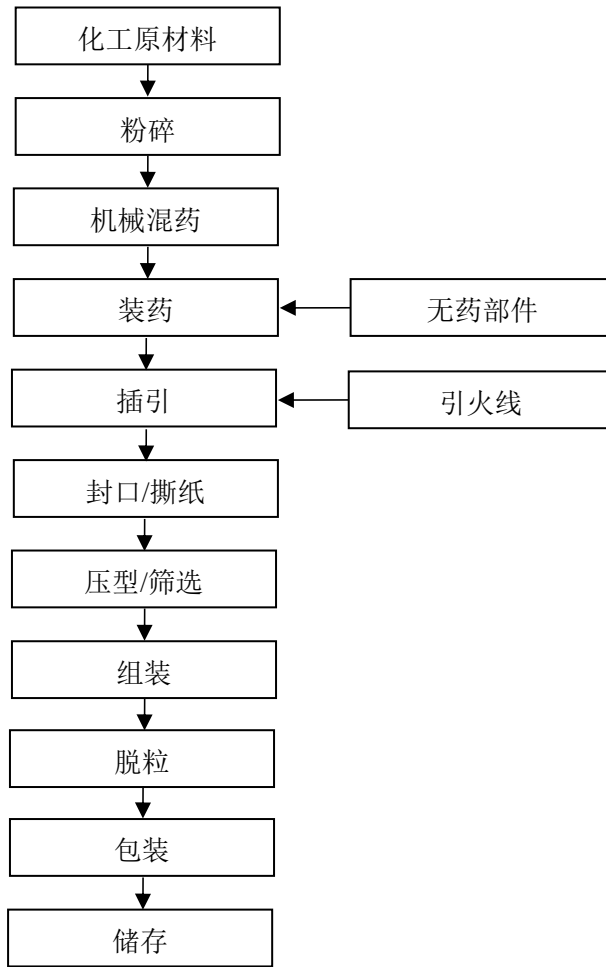 化工原材料
粉碎
机械混药
装药
无药部件
插引
引火线
封口/撕纸
压型/筛选
组装
脱粒
包装
储存